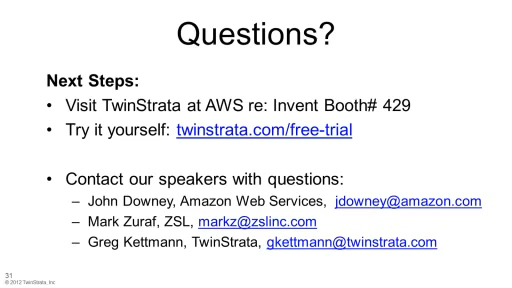 Questions?
Next Steps:
• Visit TwinStrata at AWS re: Invent Booth# 429
• Try it yourself: twinstrata.com/free-trial
• Contact our speakers with questions:
– John Downey, Amazon Web Services, jdowney@amazon.com
– Mark Zuraf, ZSL, markz@zslinc.com
– Greg Kettmann, TwinStrata, gkettmann@twinstrata.com
31
© 2012 TwinStrata, Inc